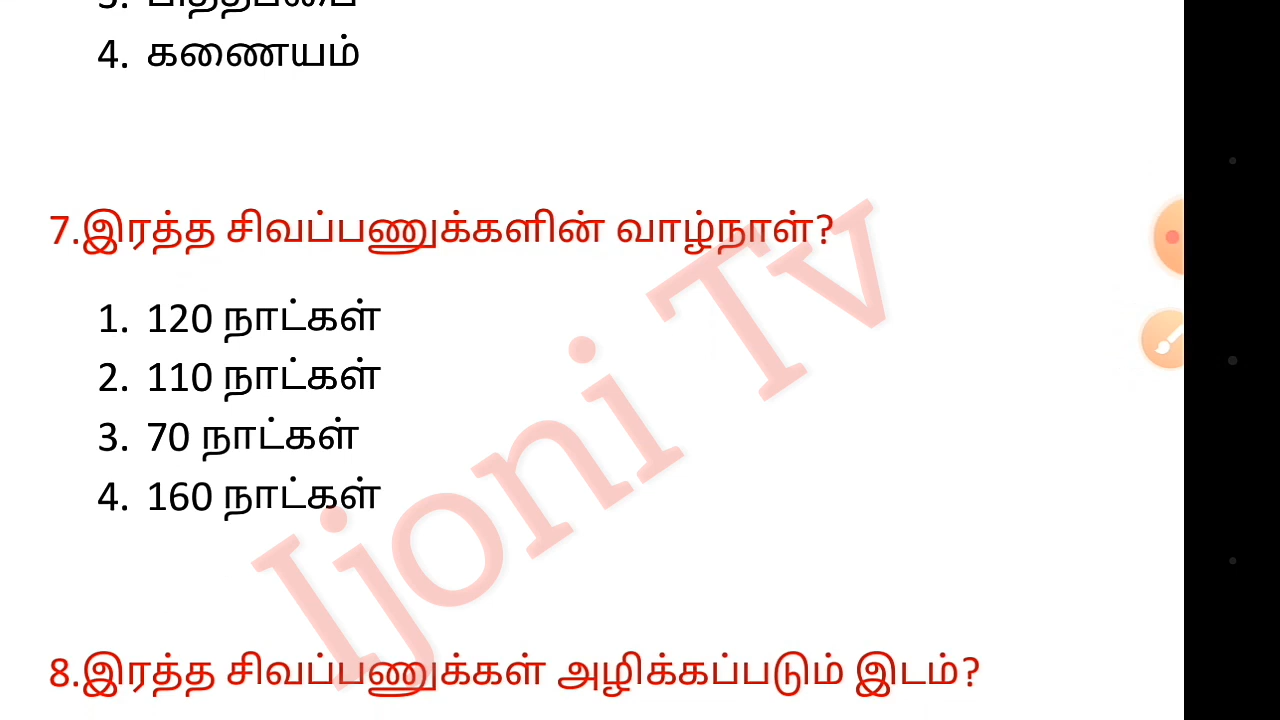 4. கணையம்
7.இரத்த சிவப்பணுக்களின் வாழ்நாள்?
1. 120 நாட்கள்
2. 110 நாட்கள்
3. 70 நாட்கள்
4. 160 நாட்கள்
8.இரத்த சிவப்பணுக்கள் அழிக்கப்படும் இடம்?
Ijoni Tv